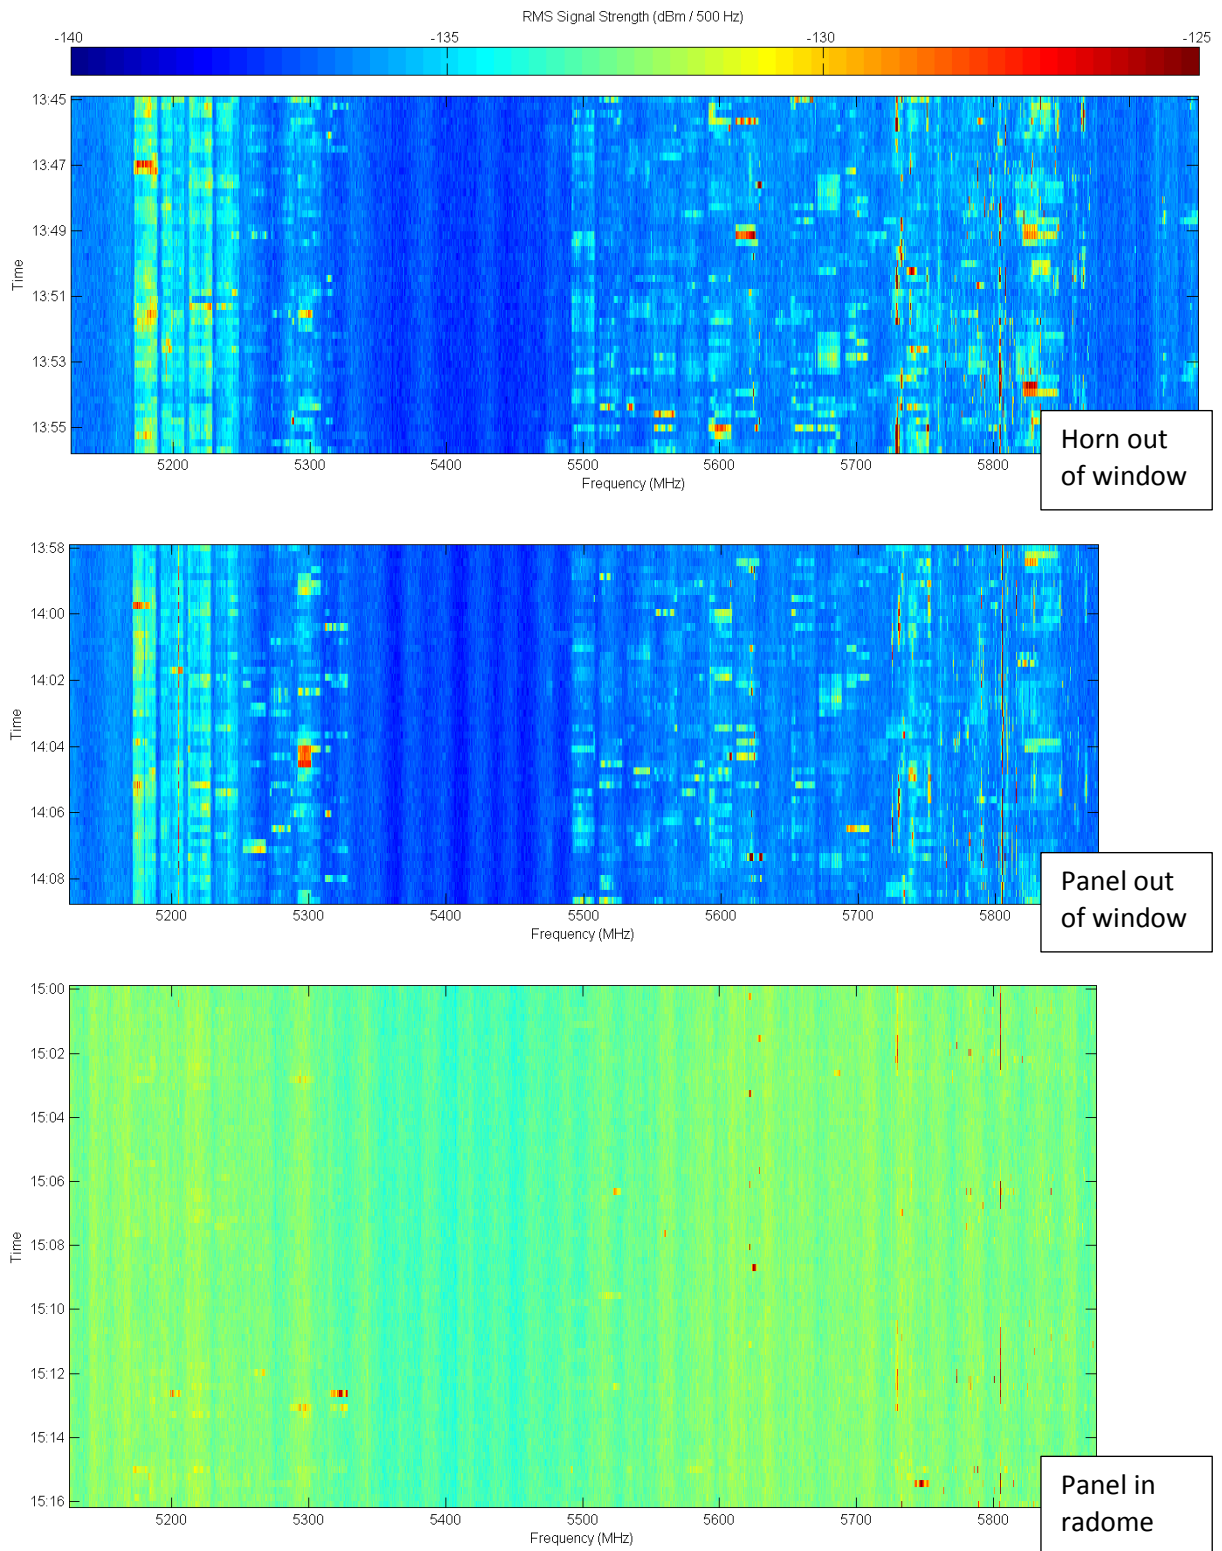 RMS Signal Strength (dBm / 500 Hz)
-140 -135 -130 -125
13:45
13:47
13:49
Time
13:51
13:53
13:55
5200 5300 5400 5500 5600 5700 5800
Frequency (MHz)
Horn out
of window
13:58
14:00
14:02
Time
14:04
14:06
14:08
5200 5300 5400 5500 5600 5700 5800
Frequency (MHz)
Panel out
of window
15:00
15:02
15:04
15:06
Time
15:08
15:10
15:12
15:14
15:16
5200 5300 5400 5500 5600 5700 5800
Frequency (MHz)
Panel in
radome